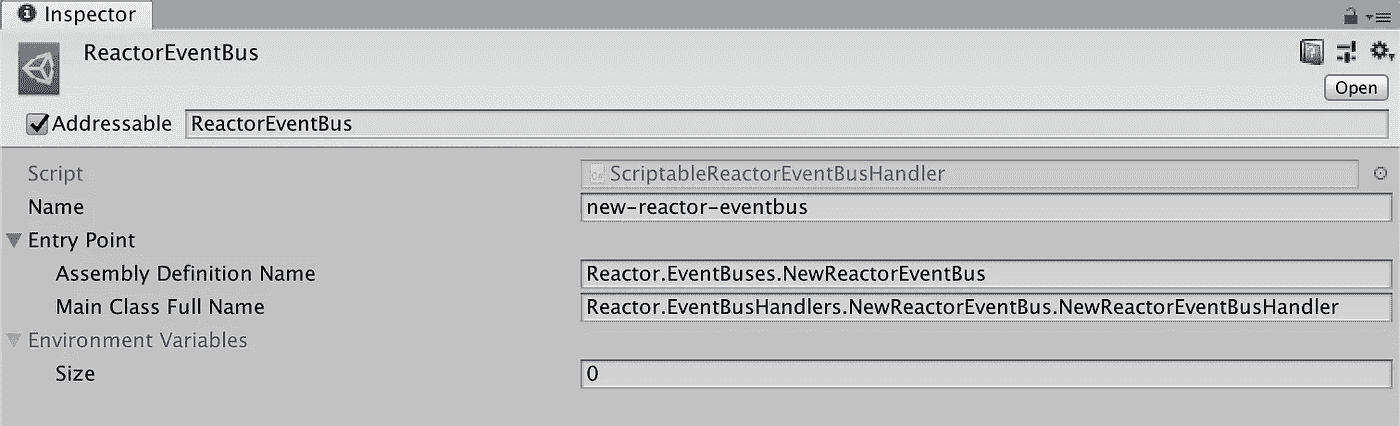 Inspector
ReactorEventBus
Open
Addressable ReactorEventBus
Script ScriptableReactorEventBusHandler
Name new-reactor-eventbus
Entry Point
Assembly Definition Name Reactor.EventBuses.NewReactorEventBus
Main Class Full Name Reactor.EventBusHandlers.NewReactorEventBus.NewReactorEventBusHandler
Environment Variables
Size 0